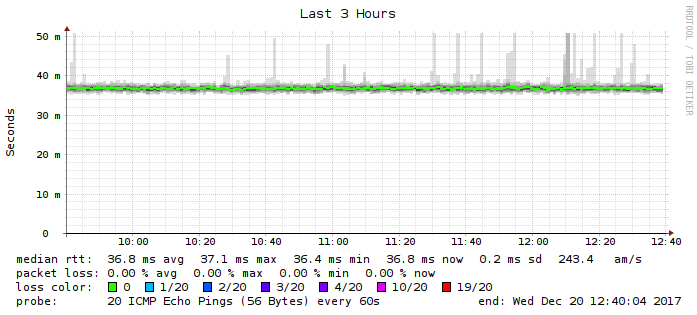 Last 3 Hours
RRDTOOL / TOBI OETIKER
Seconds
50 m
40 m
30 m
20 m
10 m
0
10:00 10:20 10:40 11:00 11:20 11:40 12:00 12:20 12:40
median rtt: 36.8 ms avg 37.1 ms max 36.4 ms min 36.8 ms now 0.2 ms sd 243.4 am/s
packet loss: 0.00 % avg 0.00 % max 0.00 % min 0.00 % now
loss color: 0 1/20 2/20 3/20 4/20 10/20 19/20
probe: 20 ICMP Echo Pings (56 Bytes) every 60s end: Wed Dec 20 12:40:04 2017